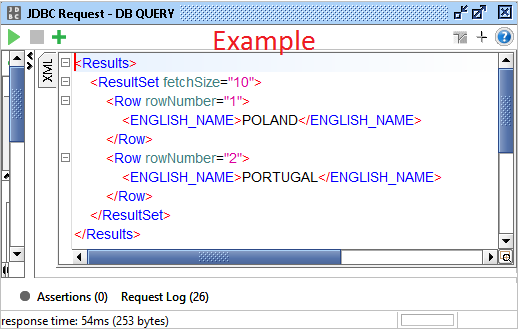 JDBC Request - DB QUERY
Example
XML
<Results>
<ResultSet fetchSize="10">
<Row rowNumber="1">
<ENGLISH_NAME>POLAND</ENGLISH_NAME>
</Row>
<Row rowNumber="2">
<ENGLISH_NAME>PORTUGAL</ENGLISH_NAME>
</Row>
</ResultSet>
</Results>
Assertions (0) Request Log (26)
response time: 54ms (253 bytes)